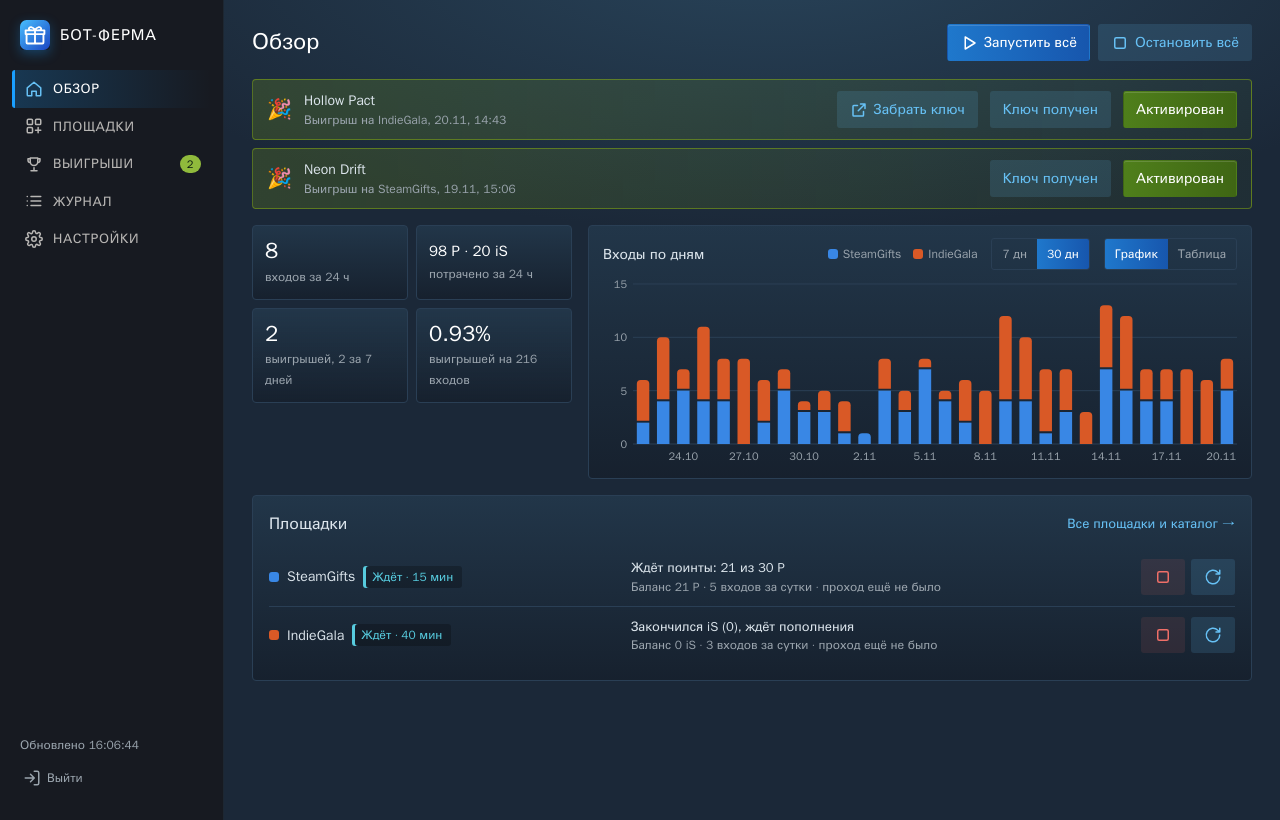 БОТ-ФЕРМА
ОБЗОР
ПЛОЩАДКИ
ВЫИГРЫШИ 2
ЖУРНАЛ
НАСТРОЙКИ
Обновлено 16:06:44
Выйти
Обзор
Запустить всё
Остановить всё
Hollow Pact
Выигрыш на IndieGala, 20.11, 14:43
Забрать ключ
Ключ получен
Активирован
Neon Drift
Выигрыш на SteamGifts, 19.11, 15:06
Ключ получен
Активирован
8
входов за 24 ч
98 P · 20 iS
потрачено за 24 ч
2
выигрышей, 2 за 7
дней
0.93%
выигрышей на 216
входов
Входы по дням
SteamGifts
IndieGala
7 дн
30 дн
График
Таблица
15
10
5
0
24.10 27.10 30.10 2.11 5.11 8.11 11.11 14.11 17.11 20.11
Площадки
Все площадки и каталог →
SteamGifts
Ждёт · 15 мин
Ждёт поинты: 21 из 30 P
Баланс 21 P · 5 входов за сутки · проход ещё не было
IndieGala
Ждёт · 40 мин
Закончился iS (0), ждёт пополнения
Баланс 0 iS · 3 входов за сутки · проход ещё не было